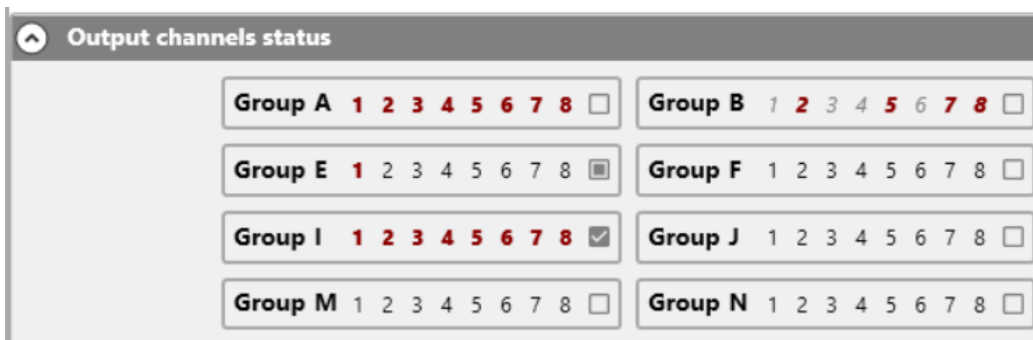 Output channels status
Group A 1 2 3 4 5 6 7 8 Group B 1 2 3 4 5 6 7 8
Group E 1 2 3 4 5 6 7 8 Group F 1 2 3 4 5 6 7 8
Group I 1 2 3 4 5 6 7 8 Group J 1 2 3 4 5 6 7 8
Group M 1 2 3 4 5 6 7 8 Group N 1 2 3 4 5 6 7 8